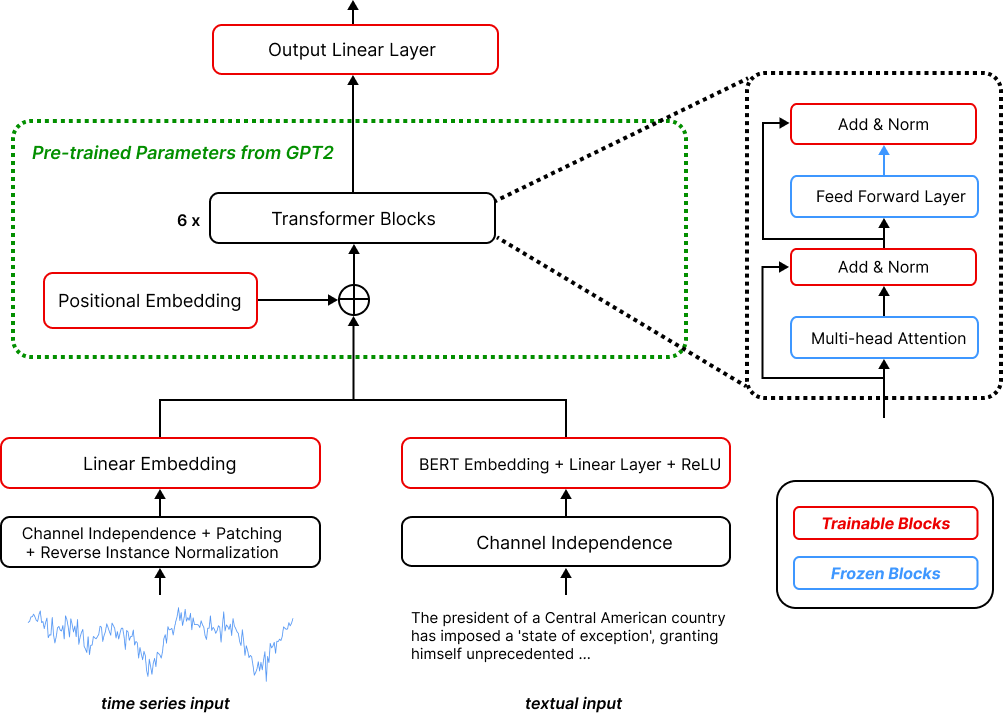 Output Linear Layer
Pre-trained Parameters from GPT2
6 x
Transformer Blocks
Positional Embedding
Linear Embedding
Channel Independence + Patching
+ Reverse Instance Normalization
time series input
BERT Embedding + Linear Layer + ReLU
Channel Independence
The president of a Central American country
has imposed a 'state of exception', granting
himself unprecedented ...
textual input
Add & Norm
Feed Forward Layer
Add & Norm
Multi-head Attention
Trainable Blocks
Frozen Blocks